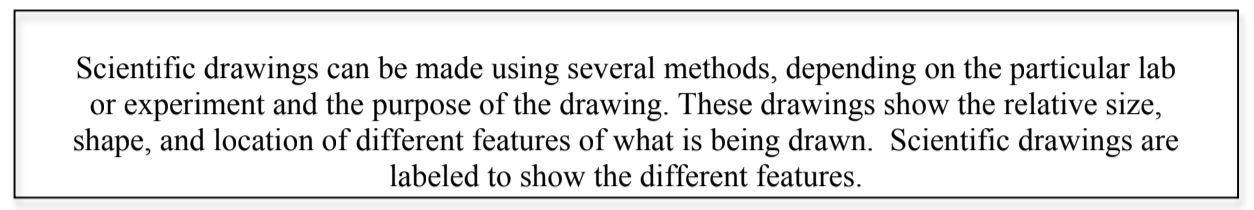 Scientific drawings can be made using several methods, depending on the particular lab
or experiment and the purpose of the drawing. These drawings show the relative size,
shape, and location of different features of what is being drawn.  Scientific drawings are
labeled to show the different features.